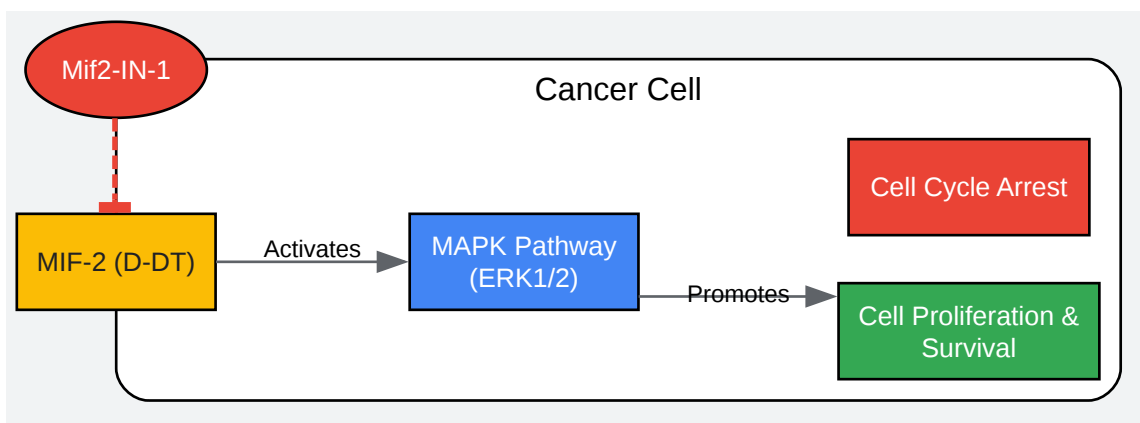 Mif2-IN-1
Cancer Cell
Cell Cycle Arrest
MIF-2 (D-DT)
Activates
MAPK Pathway
(ERK1/2)
Promotes
Cell Proliferation &
Survival